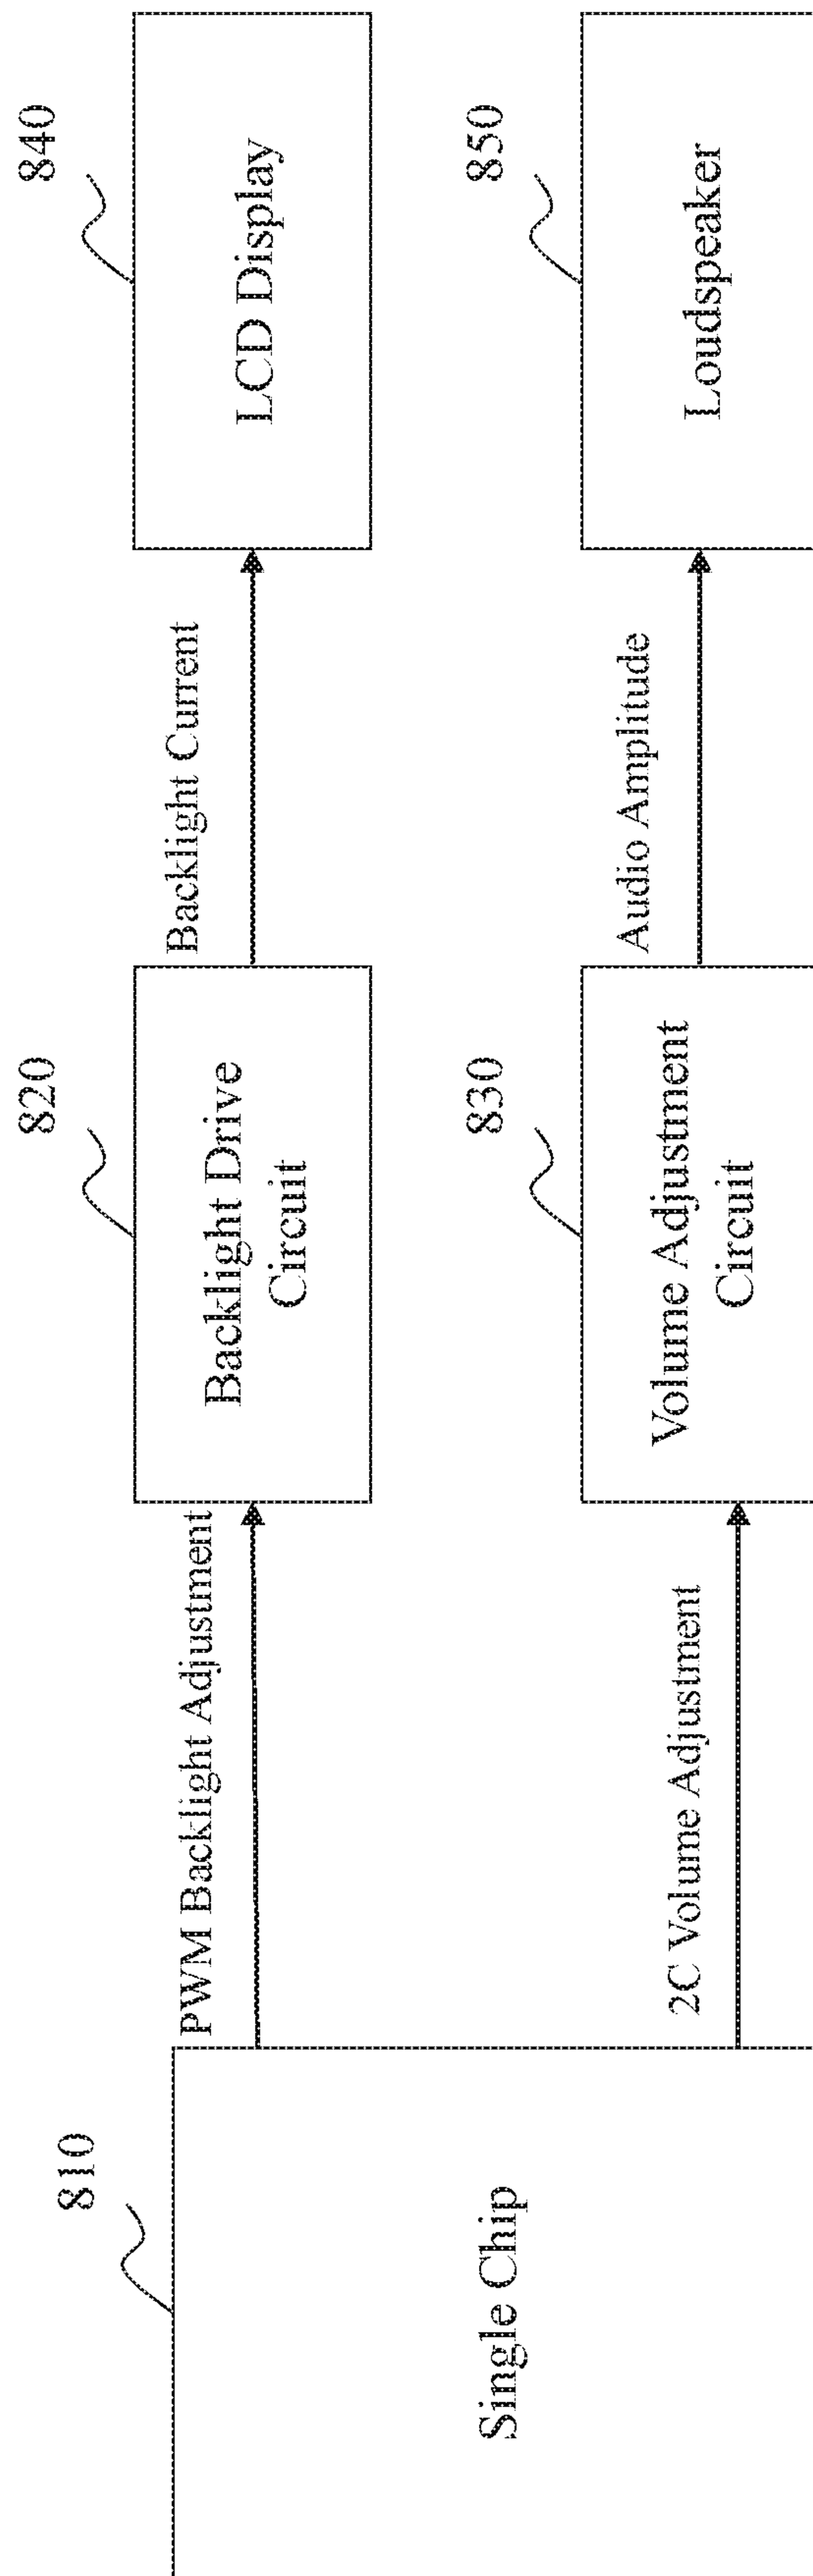 810
Single Chip
PWM Backlight Adjustment
820
Backlight Drive
Circuit
Backlight Current
840
LCD Display
2C Volume Adjustment
830
Volume Adjustment
Circuit
Audio Amplitude
850
Loudspeaker